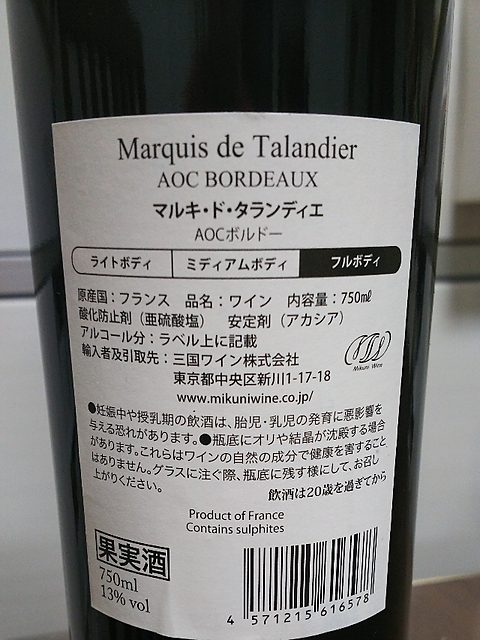 Marquis de Talandier
AOC BORDEAUX
マルキ・ド・タランディエ
AOCボルドー
ライトボディ ミディアムボディ フルボディ
原産国：フランス 品名：ワイン 内容量：750㎖
酸化防止剤（亜硫酸塩） 安定剤（アカシア）
アルコール分：ラベル上に記載
輸入者及引取先：三国ワイン株式会社
東京都中央区新川1-17-18
Mikuni Wine
www.mikuniwine.co.jp/
●妊娠中や授乳期の飲酒は、胎児・乳児の発育に悪影響を
与える恐れがあります。●瓶底にオリや結晶が沈殿する場合
があります。これらはワインの自然の成分で健康を害すること
はありません。グラスに注ぐ際、瓶底に残す様にして、お召し
上がりください。
飲酒は20歳を過ぎてから
Product of France
Contains sulphites
果実酒
750ml
13% vol
4 571215 616578